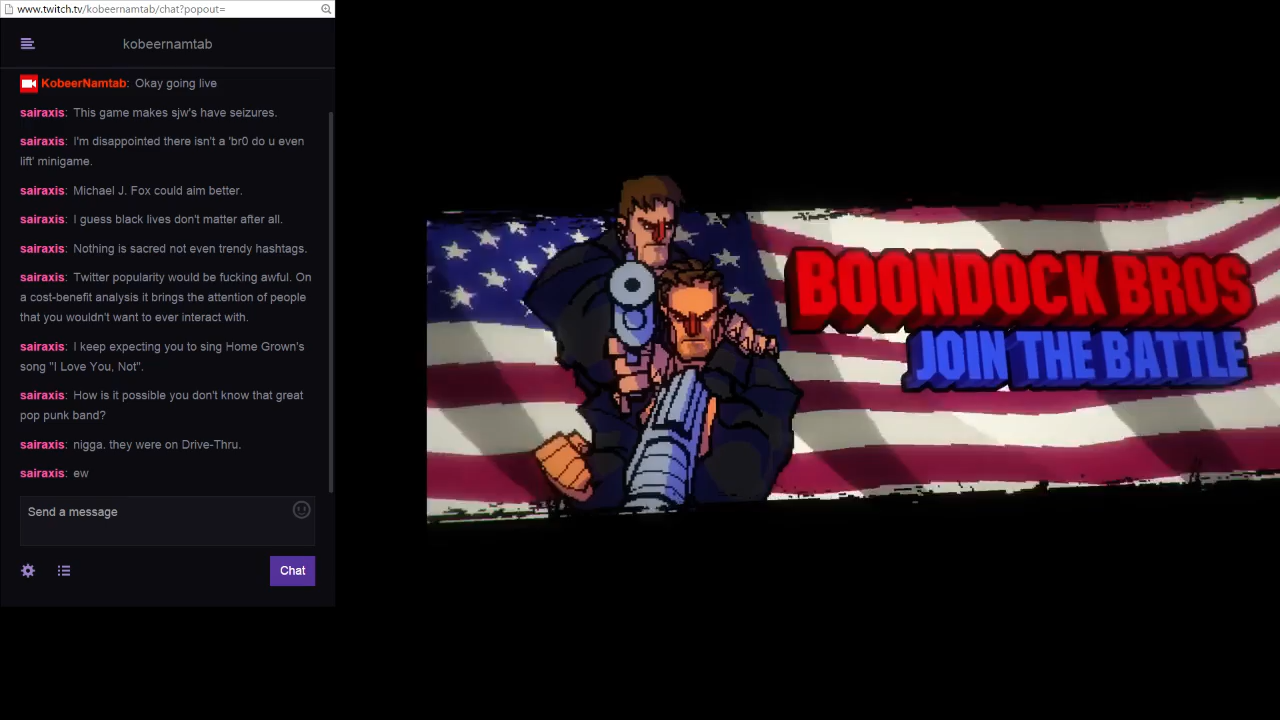 www.twitch.tv/kobeernamtab/chat?popout=
kobeernamtab
KobeerNamtab: Okay going live
sairaxis: This game makes sjw's have seizures.
sairaxis: I'm disappointed there isn't a 'br0 do u even
lift' minigame.
sairaxis: Michael J. Fox could aim better.
sairaxis: I guess black lives don't matter after all.
sairaxis: Nothing is sacred not even trendy hashtags.
sairaxis: Twitter popularity would be fucking awful. On
a cost-benefit analysis it brings the attention of people
that you wouldn't want to ever interact with.
sairaxis: I keep expecting you to sing Home Grown's
song "I Love You, Not".
sairaxis: How is it possible you don't know that great
pop punk band?
sairaxis: nigga. they were on Drive-Thru.
sairaxis: ew
Send a message
Chat
BOONDOCK BROS
JOIN THE BATTLE